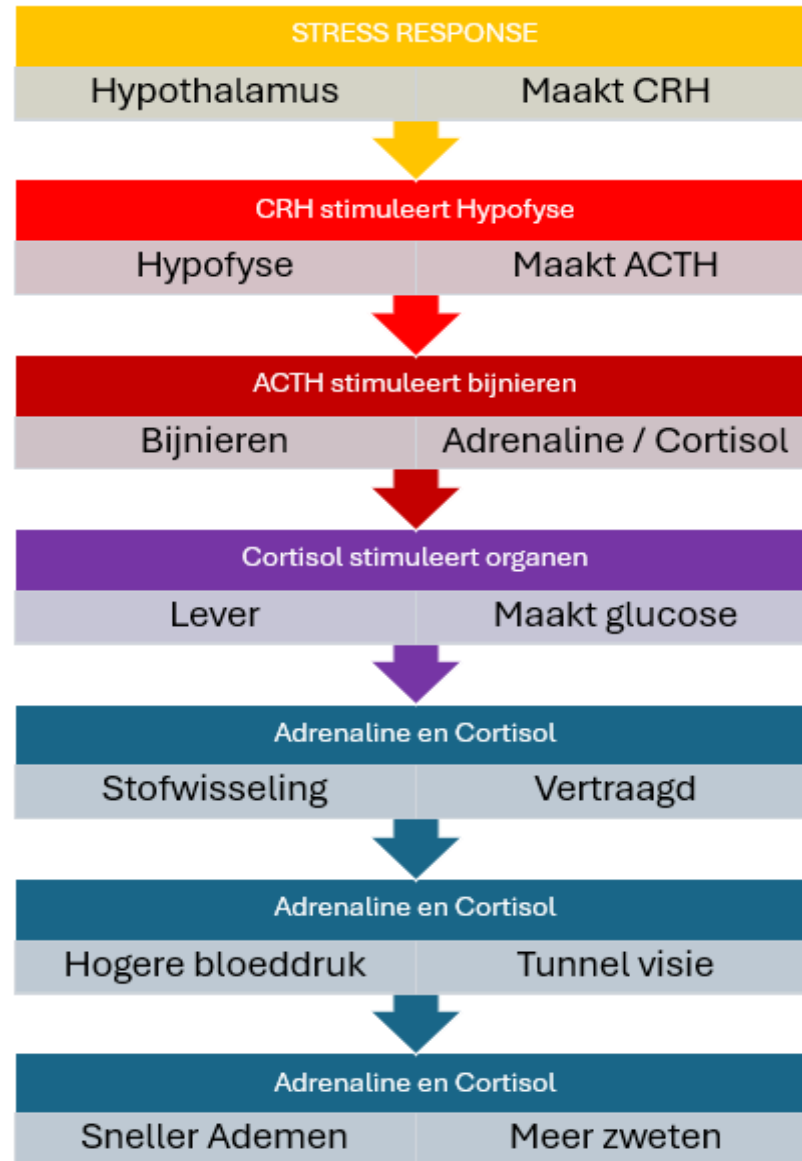 STRESS RESPONSE
Hypothalamus Maakt CRH
CRH stimuleert Hypofyse
Hypofyse Maakt ACTH
ACTH stimuleert bijnieren
Bijnieren Adrenaline / Cortisol
Cortisol stimuleert organen
Lever Maakt glucose
Adrenaline en Cortisol
Stofwisseling Vertraagd
Adrenaline en Cortisol
Hogere bloeddruk Tunnel visie
Adrenaline en Cortisol
Sneller Ademen Meer zweten